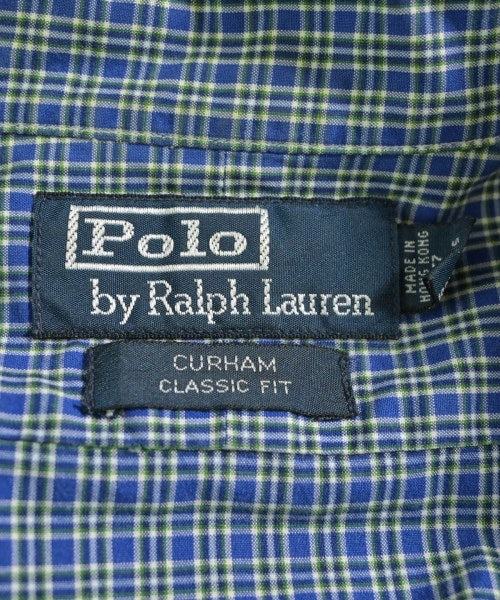 Polo
by Ralph Lauren
CURHAM
CLASSIC FIT
MADE IN
HONG KONG
S